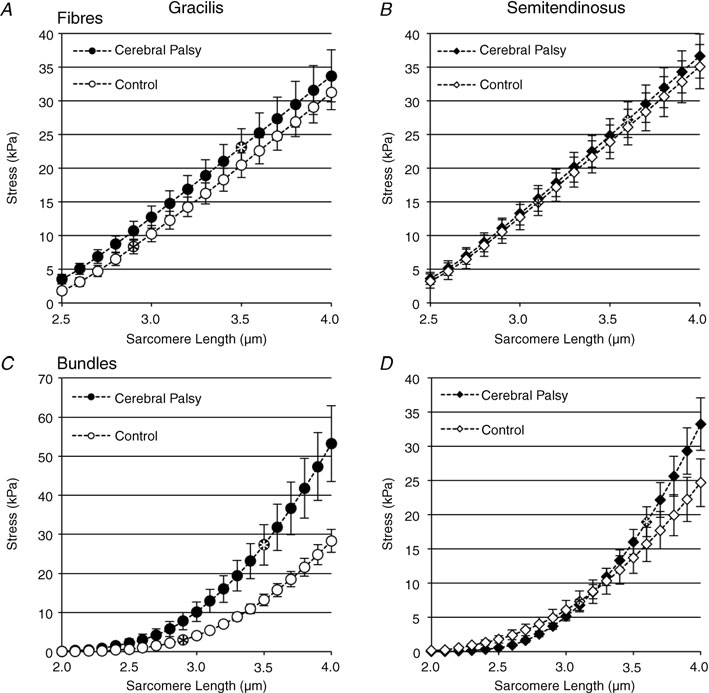 Gracilis
Semitendinosus
A Fibres
B
40
35
30
25
20
15
10
5
0
Stress (kPa)
Cerebral Palsy
Control
2.5 3.0 3.5 4.0
Sarcomere Length (µm)
40
35
30
25
20
15
10
5
0
Stress (kPa)
Cerebral Palsy
Control
2.5 3.0 3.5 4.0
Sarcomere Length (µm)
C Bundles
D
70
60
50
40
30
20
10
0
Stress (kPa)
Cerebral Palsy
Control
2.0 2.5 3.0 3.5 4.0
Sarcomere Length (µm)
40
35
30
25
20
15
10
5
0
Stress (kPa)
Cerebral Palsy
Control
2.0 2.5 3.0 3.5 4.0
Sarcomere Length (µm)